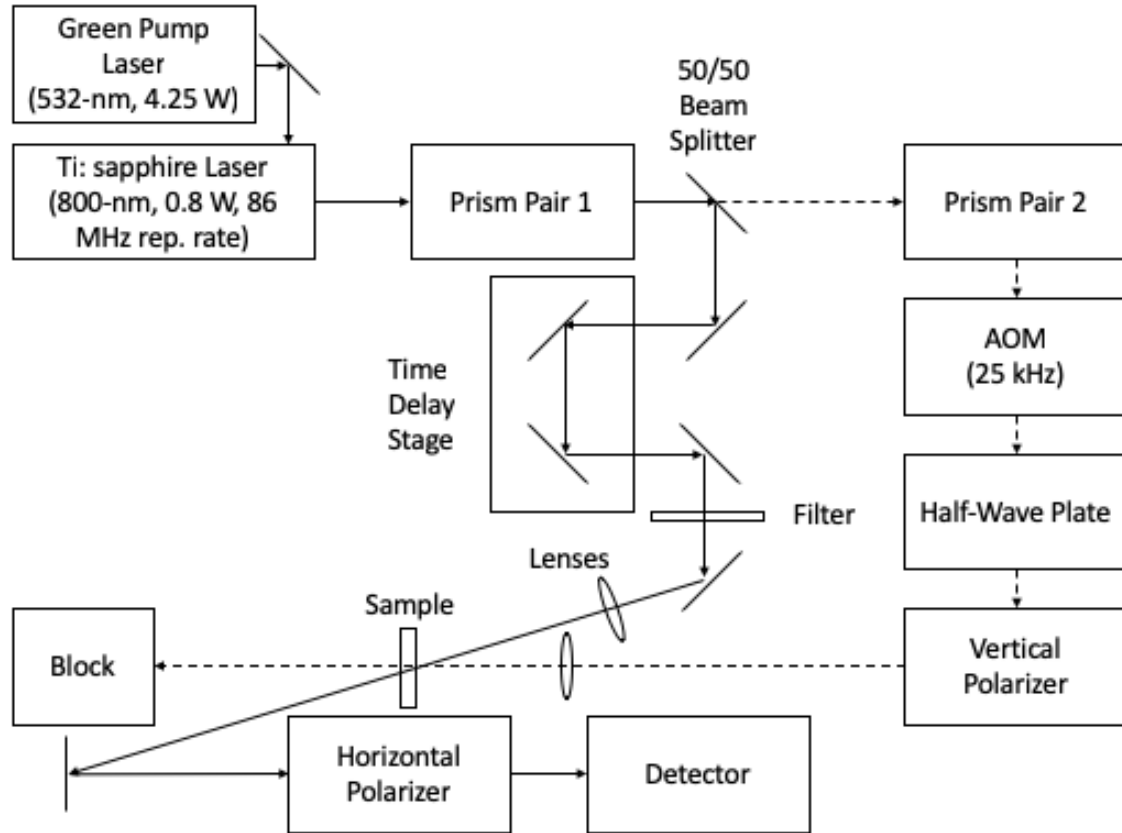 Green Pump
Laser
(532-nm, 4.25 W)
50/50
Beam
Splitter
Ti: sapphire Laser
(800-nm, 0.8 W, 86
MHz rep. rate)
Prism Pair 1
Prism Pair 2
AOM
(25 kHz)
Time
Delay
Stage
Filter
Half-Wave Plate
Lenses
Sample
Block
Vertical
Polarizer
Horizontal
Polarizer
Detector